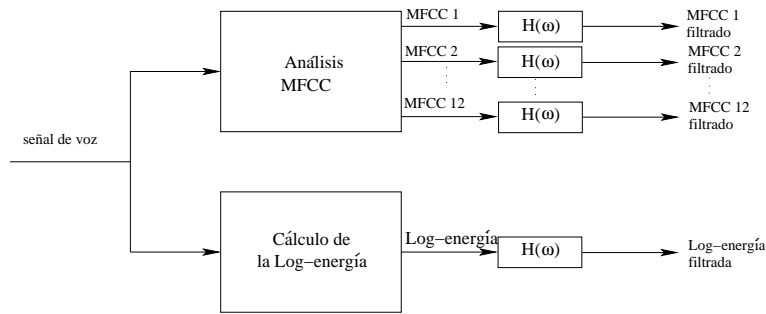 señal de voz
Análisis
MFCC
MFCC 1
H(ω)
MFCC 1
filtrado
MFCC 2
H(ω)
MFCC 2
filtrado
MFCC 12
H(ω)
MFCC 12
filtrado
Cálculo de
la Log−energía
Log−energía
H(ω)
Log−energía
filtrada